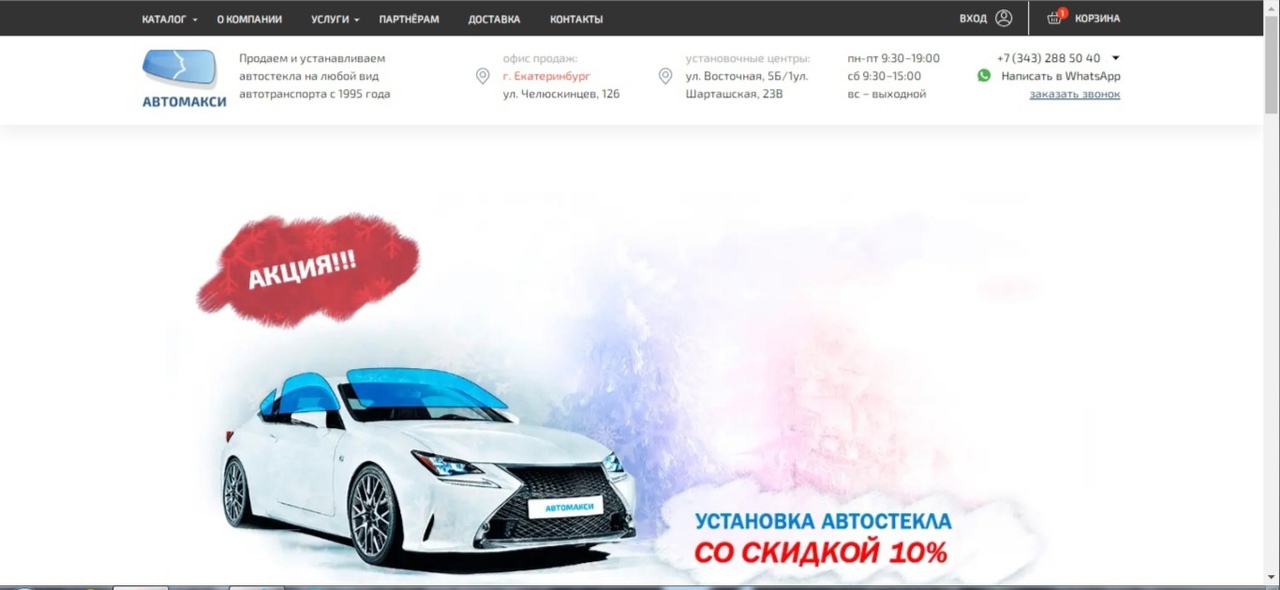 КАТАЛОГ
О КОМПАНИИ
УСЛУГИ
ПАРТНЁРАМ
ДОСТАВКА
КОНТАКТЫ
ВХОД
1
КОРЗИНА
АВТОМАКСИ
Продаем и устанавливаем
автостекла на любой вид
автотранспорта с 1995 года
офис продаж:
г. Екатеринбург
ул. Челюскинцев, 126
установочные центры:
ул. Восточная, 5Б/1ул.
Шарташская, 23В
пн-пт 9:30-19:00
сб 9:30-15:00
вс - выходной
+7 (343) 288 50 40
Написать в WhatsApp
заказать звонок
АКЦИЯ!!!
АВТОМАКСИ
УСТАНОВКА АВТОСТЕКЛА
СО СКИДКОЙ 10%